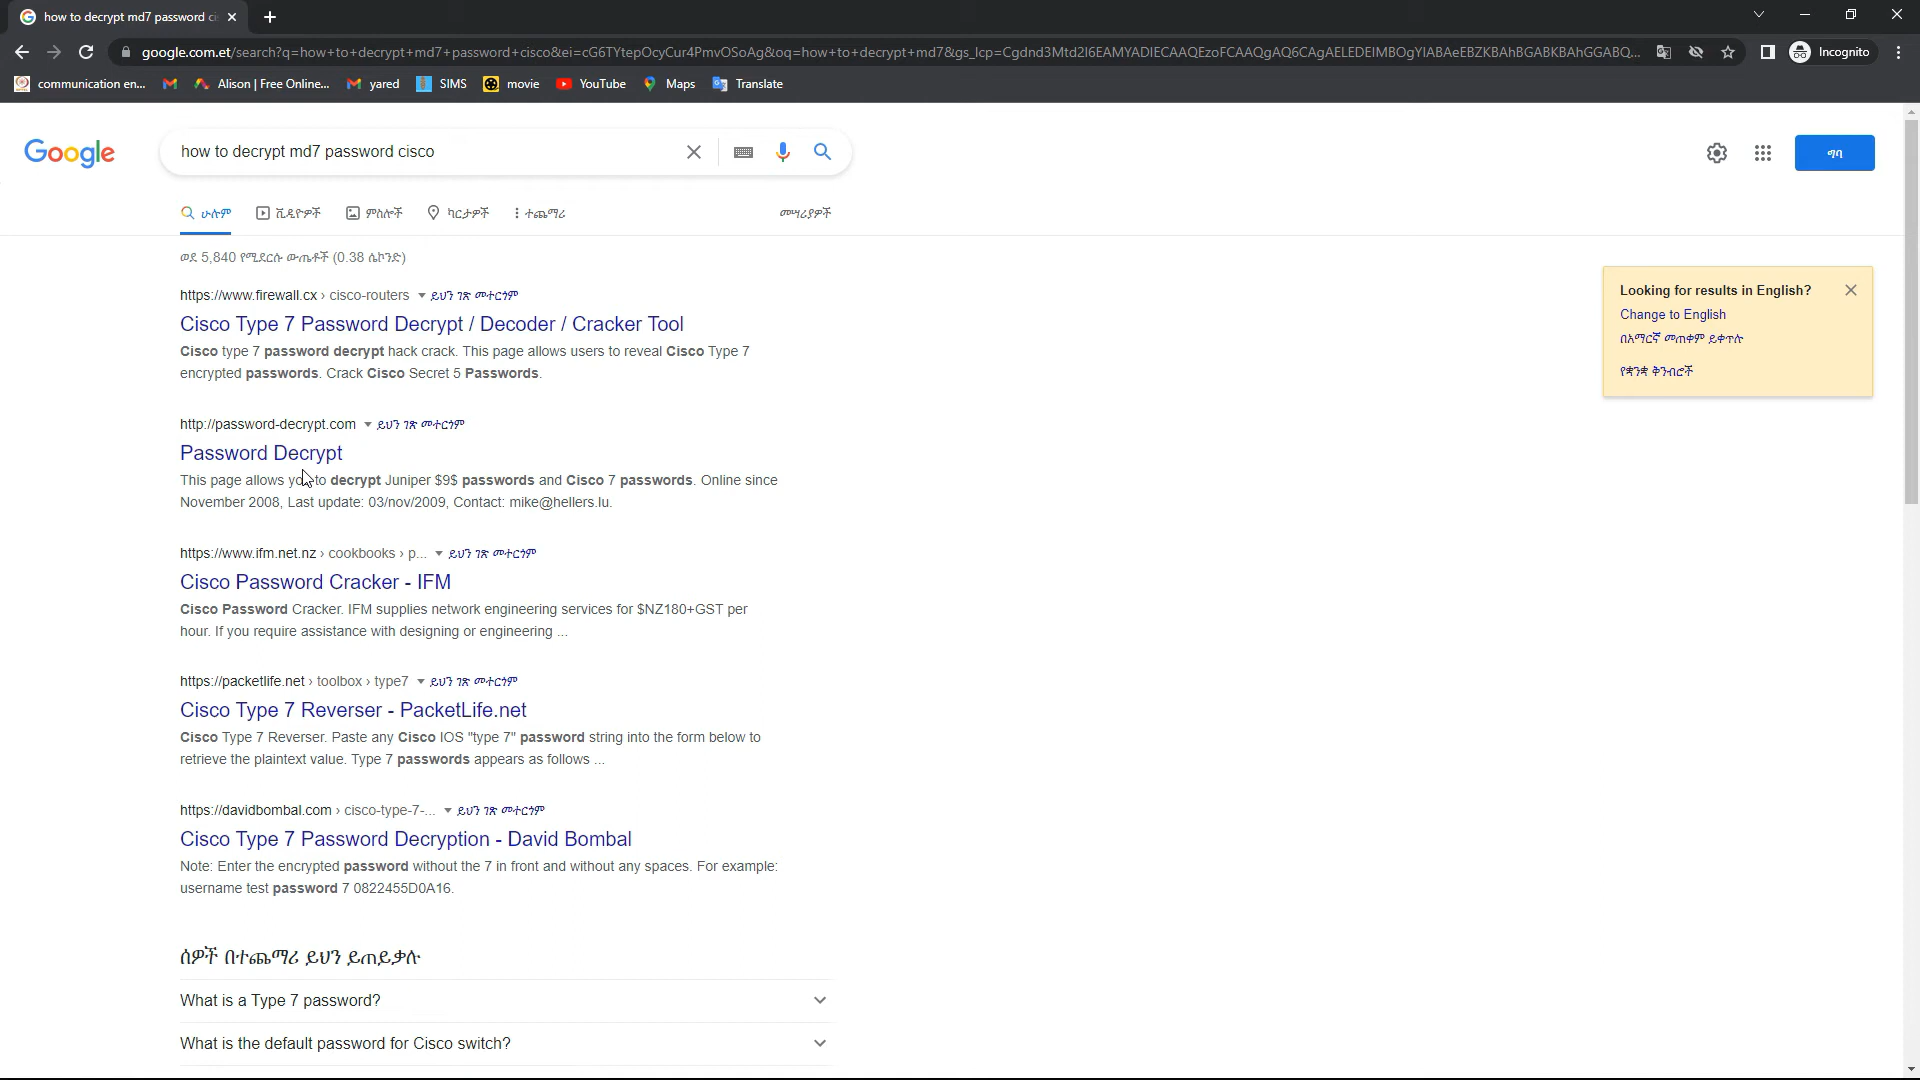 how to decrypt md7 password ci
google.com.et/search?q=how+to+decrypt+md7+password+cisco&ei=cG6TYtepOcyCur4PmvOSoAg&oq=how+to+decrypt+md7&gs_lcp=Cgdnd3Mtd2l6EAMYADIECAAQEzoFCAAQgAQ6CAgAELEDEIMBOgYIABAeEBZKBAhBGABKBAhGGABQ...
Incognito
communication en... Alison | Free Online... yared SIMS movie YouTube Maps Translate
Google
how to decrypt md7 password cisco
ግባ
ሁሉም ቪዲዮዎች ምስሎች ካርታዎች ተጨማሪ መሣሪያዎች
ወደ 5,840 የሚደርሱ ውጤቶች (0.38 ሴኮንድ)
https://www.firewall.cx › cisco-routers ይህን ገጽ መተርጎም
Cisco Type 7 Password Decrypt / Decoder / Cracker Tool
Cisco type 7 password decrypt hack crack. This page allows users to reveal Cisco Type 7
encrypted passwords. Crack Cisco Secret 5 Passwords.
http://password-decrypt.com ይህን ገጽ መተርጎም
Password Decrypt
This page allows you to decrypt Juniper $9$ passwords and Cisco 7 passwords. Online since
November 2008, Last update: 03/nov/2009, Contact: mike@hellers.lu.
https://www.ifm.net.nz › cookbooks › p... ይህን ገጽ መተርጎም
Cisco Password Cracker - IFM
Cisco Password Cracker. IFM supplies network engineering services for $NZ180+GST per
hour. If you require assistance with designing or engineering ...
https://packetlife.net › toolbox › type7 ይህን ገጽ መተርጎም
Cisco Type 7 Reverser - PacketLife.net
Cisco Type 7 Reverser. Paste any Cisco IOS "type 7" password string into the form below to
retrieve the plaintext value. Type 7 passwords appears as follows ...
https://davidbombal.com › cisco-type-7-... ይህን ገጽ መተርጎም
Cisco Type 7 Password Decryption - David Bombal
Note: Enter the encrypted password without the 7 in front and without any spaces. For example:
username test password 7 0822455D0A16.
ሰዎች በተጨማሪ ይህን ይጠይቃሉ
What is a Type 7 password?
What is the default password for Cisco switch?
Looking for results in English?
Change to English
በአማርኛ መጠቀም ይቀጥሉ
የቋንቋ ቅንብሮች